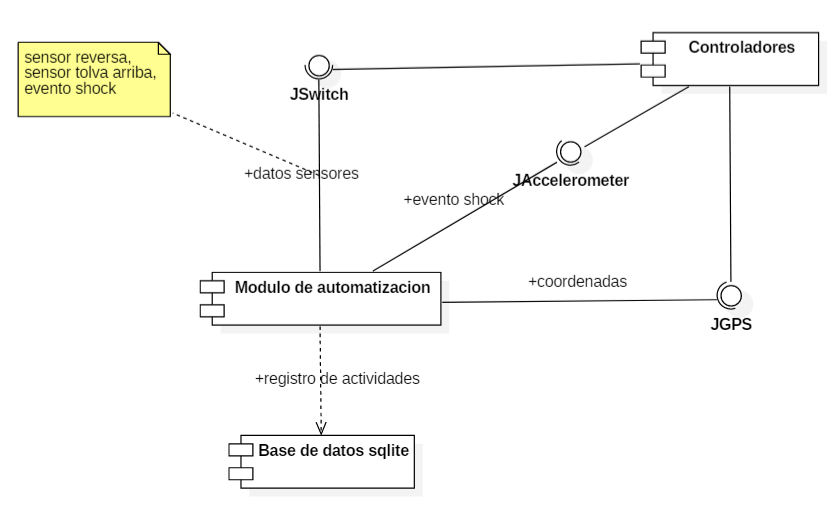 sensor reversa,
sensor tolva arriba,
evento shock
Controladores
JSwitch
+datos sensores
JAccelerometer
+evento shock
Modulo de automatizacion
+coordenadas
JGPS
+registro de actividades
Base de datos sqlite